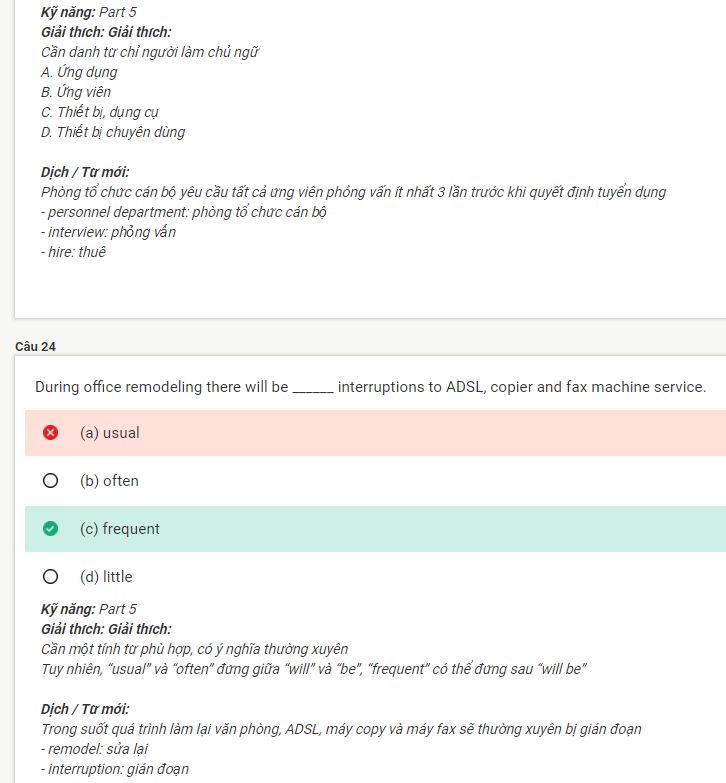 Kỹ năng: Part 5
Giải thích: Giải thích:
Cần danh từ chỉ người làm chủ ngữ
A. Ứng dụng
B. Ứng viên
C. Thiết bị, dụng cụ
D. Thiết bị chuyên dùng
Dịch / Từ mới:
Phòng tổ chức cán bộ yêu cầu tất cả ứng viên phỏng vấn ít nhất 3 lần trước khi quyết định tuyển dụng
- personnel department: phòng tổ chức cán bộ
- interview: phỏng vấn
- hire: thuê
Câu 24
During office remodeling there will be ______ interruptions to ADSL, copier and fax machine service.
(a) usual
(b) often
(c) frequent
(d) little
Kỹ năng: Part 5
Giải thích: Giải thích:
Cần một tính từ phù hợp, có ý nghĩa thường xuyên
Tuy nhiên, “usual” và “often” đứng giữa “will” và “be”, “frequent” có thể đứng sau “will be”
Dịch / Từ mới:
Trong suốt quá trình làm lại văn phòng, ADSL, máy copy và máy fax sẽ thường xuyên bị gián đoạn
- remodel: sửa lại
- interruption: gián đoạn